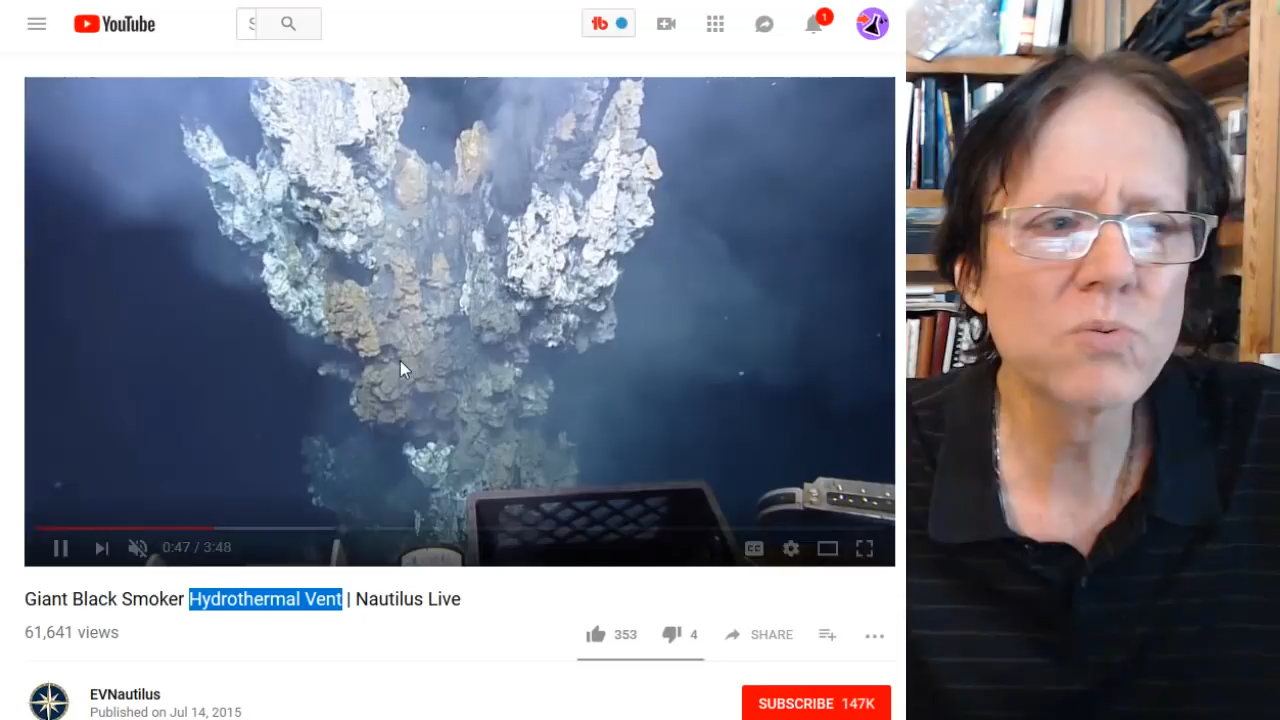 YouTube
S
1
0:47 / 3:48
CC
Giant Black Smoker Hydrothermal Vent | Nautilus Live
61,641 views
353
4
SHARE
EVNautilus
Published on Jul 14, 2015
SUBSCRIBE 147K